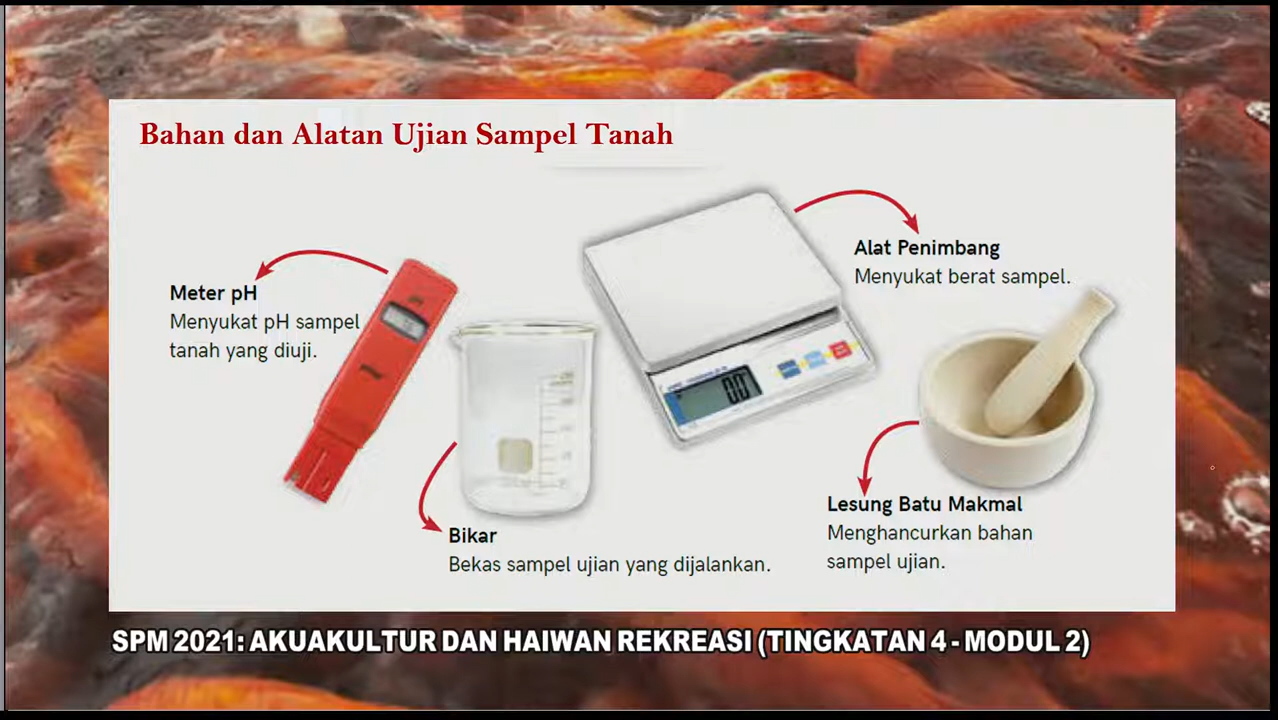 Bahan dan Alatan Ujian Sampel Tanah
Alat Penimbang
Menyukat berat sampel.
Meter pH
Menyukat pH sampel
tanah yang diuji.
0.0
Lesung Batu Makmal
Menghancurkan bahan
sampel ujian.
Bikar
Bekas sampel ujian yang dijalankan.
SPM 2021: AKUAKULTUR DAN HAIWAN REKREASI (TINGKATAN 4 - MODUL 2)